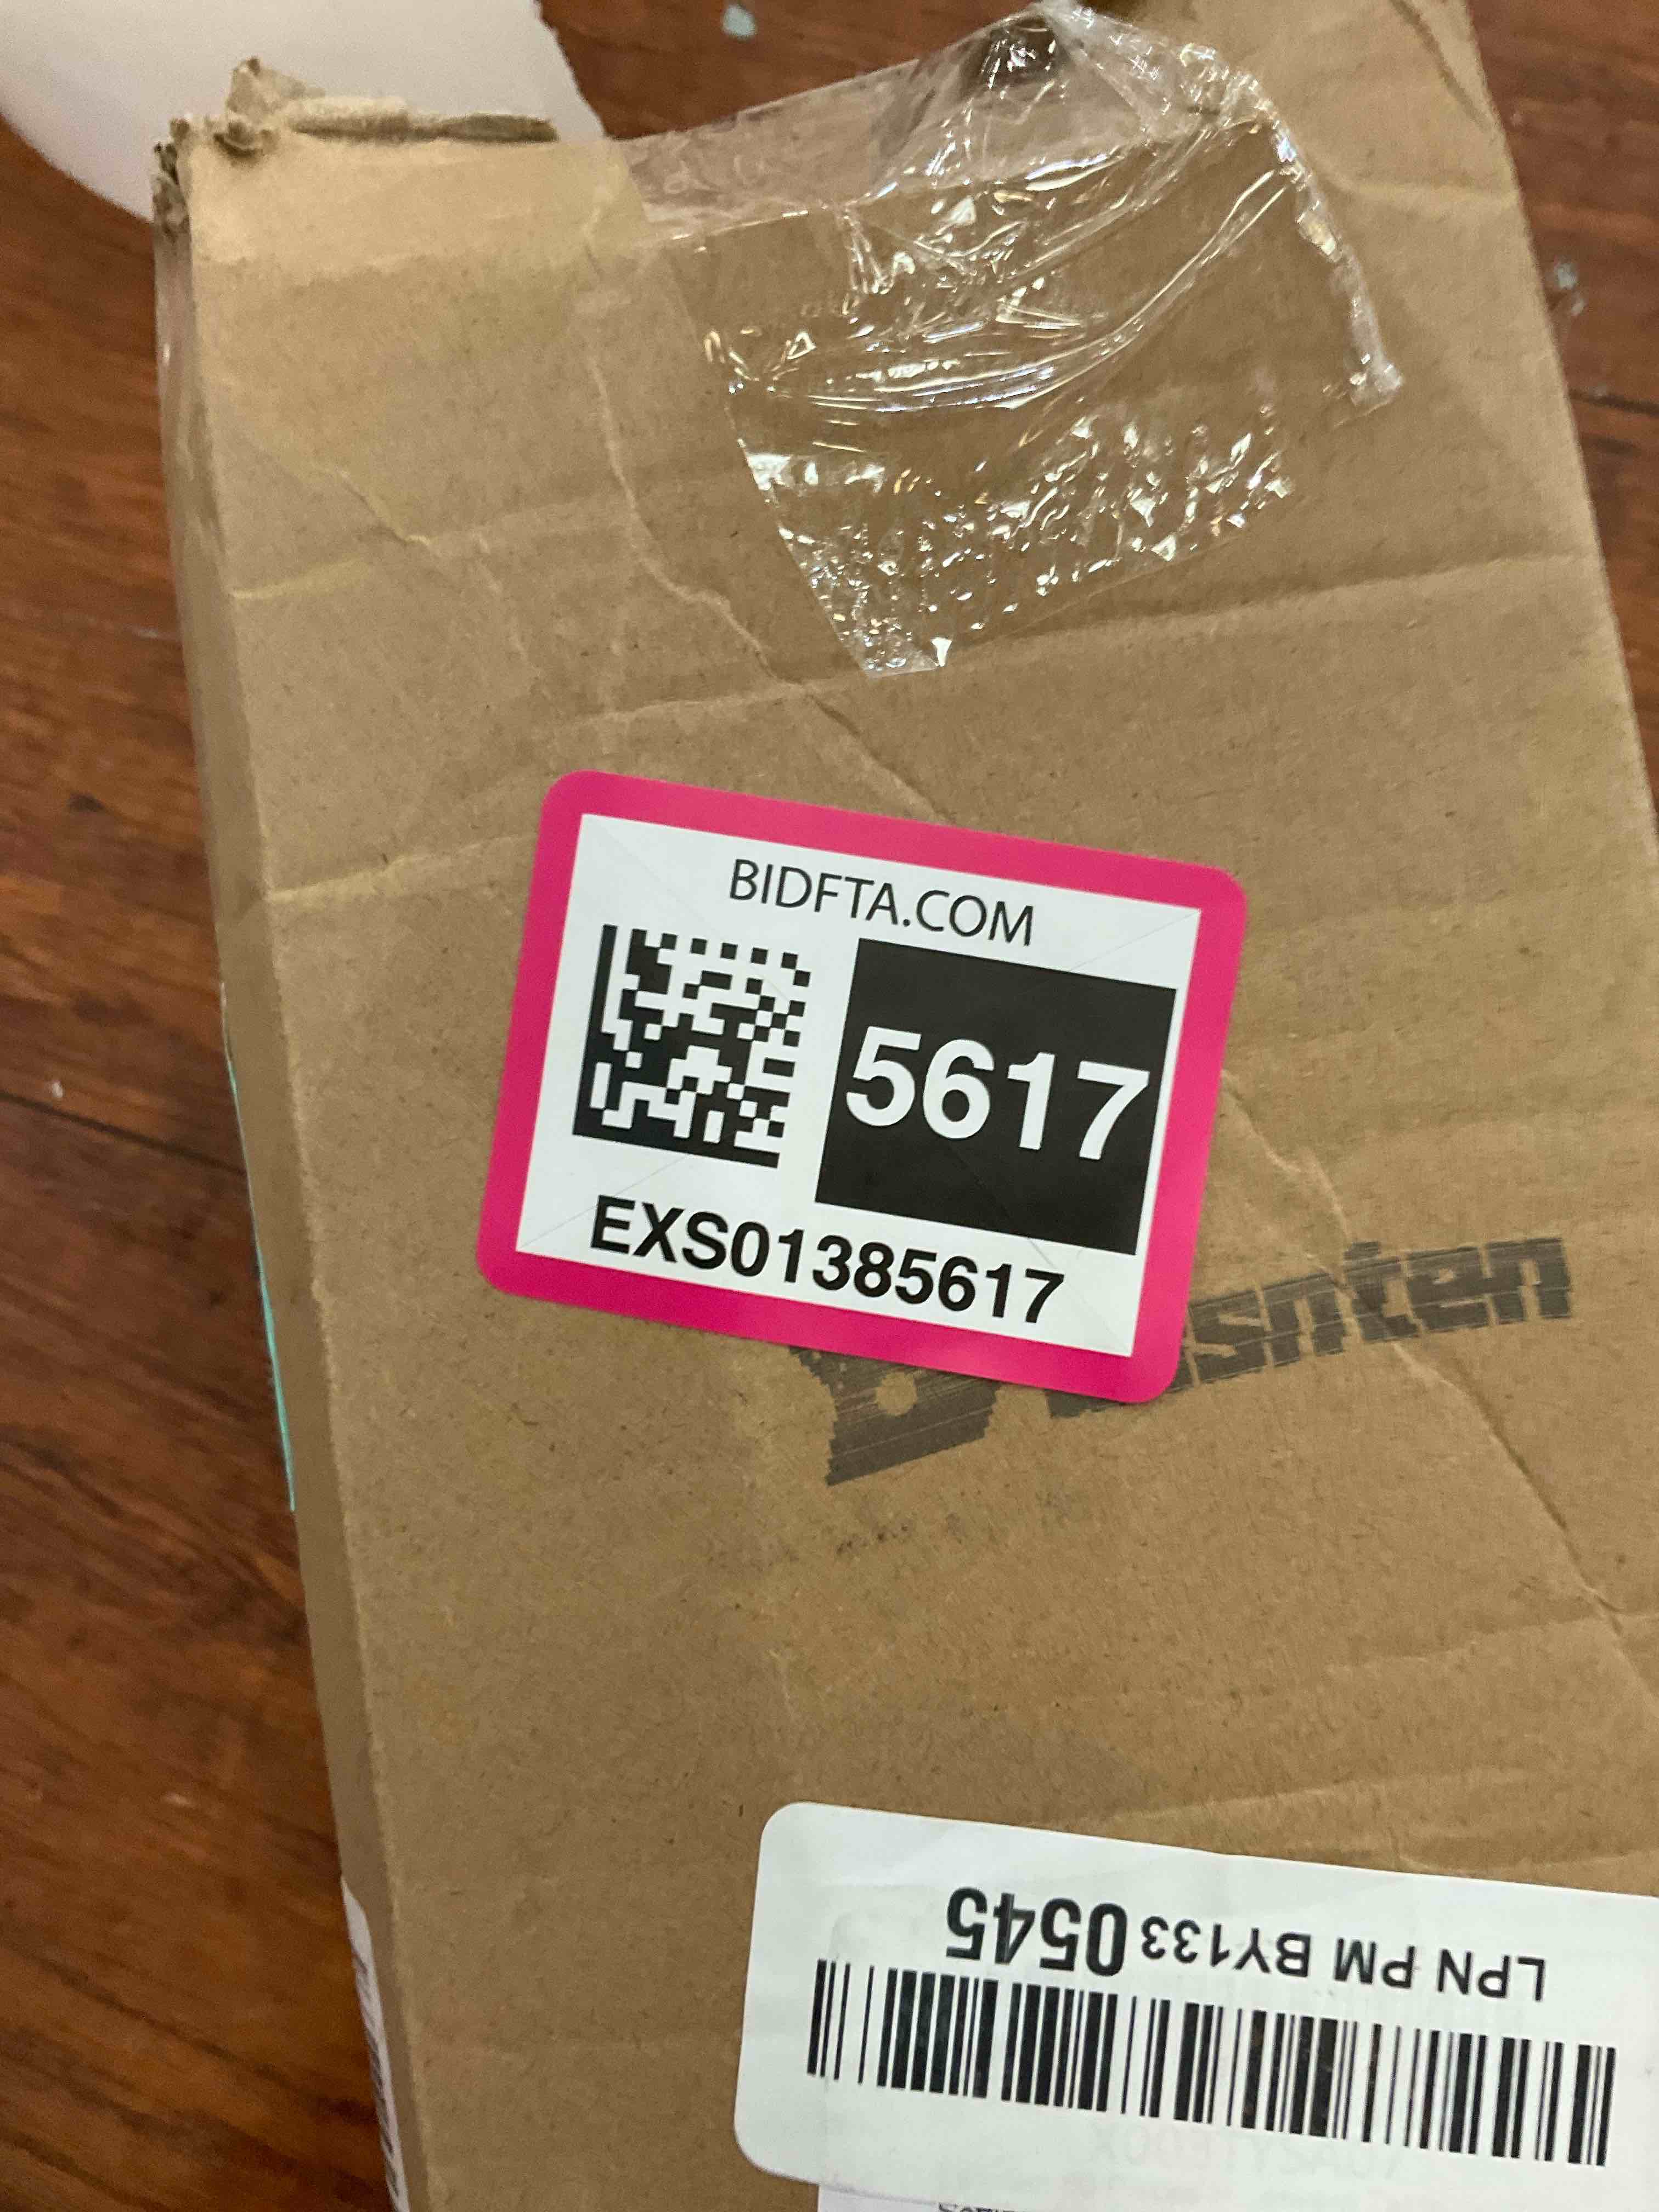 BIDFTA.COM
5617
EXS01385617
LPN PM BY133 0545